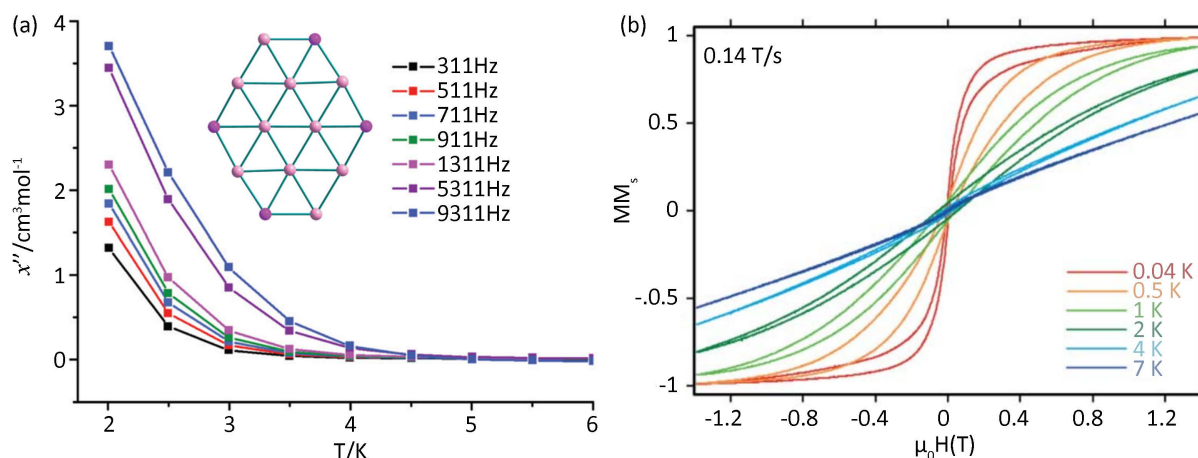 (a)
4
3
2
1
0
x″/cm³mol⁻¹
2
3
4
5
6
T/K
311Hz
511Hz
711Hz
911Hz
1311Hz
5311Hz
9311Hz
(b)
0.14 T/s
1
0.5
0
-.0.5
-1
MMₛ
-1.2
-0.8
-0.4
0
0.4
0.8
1.2
μ₀H(T)
0.04 K
0.5 K
1 K
2 K
4 K
7 K